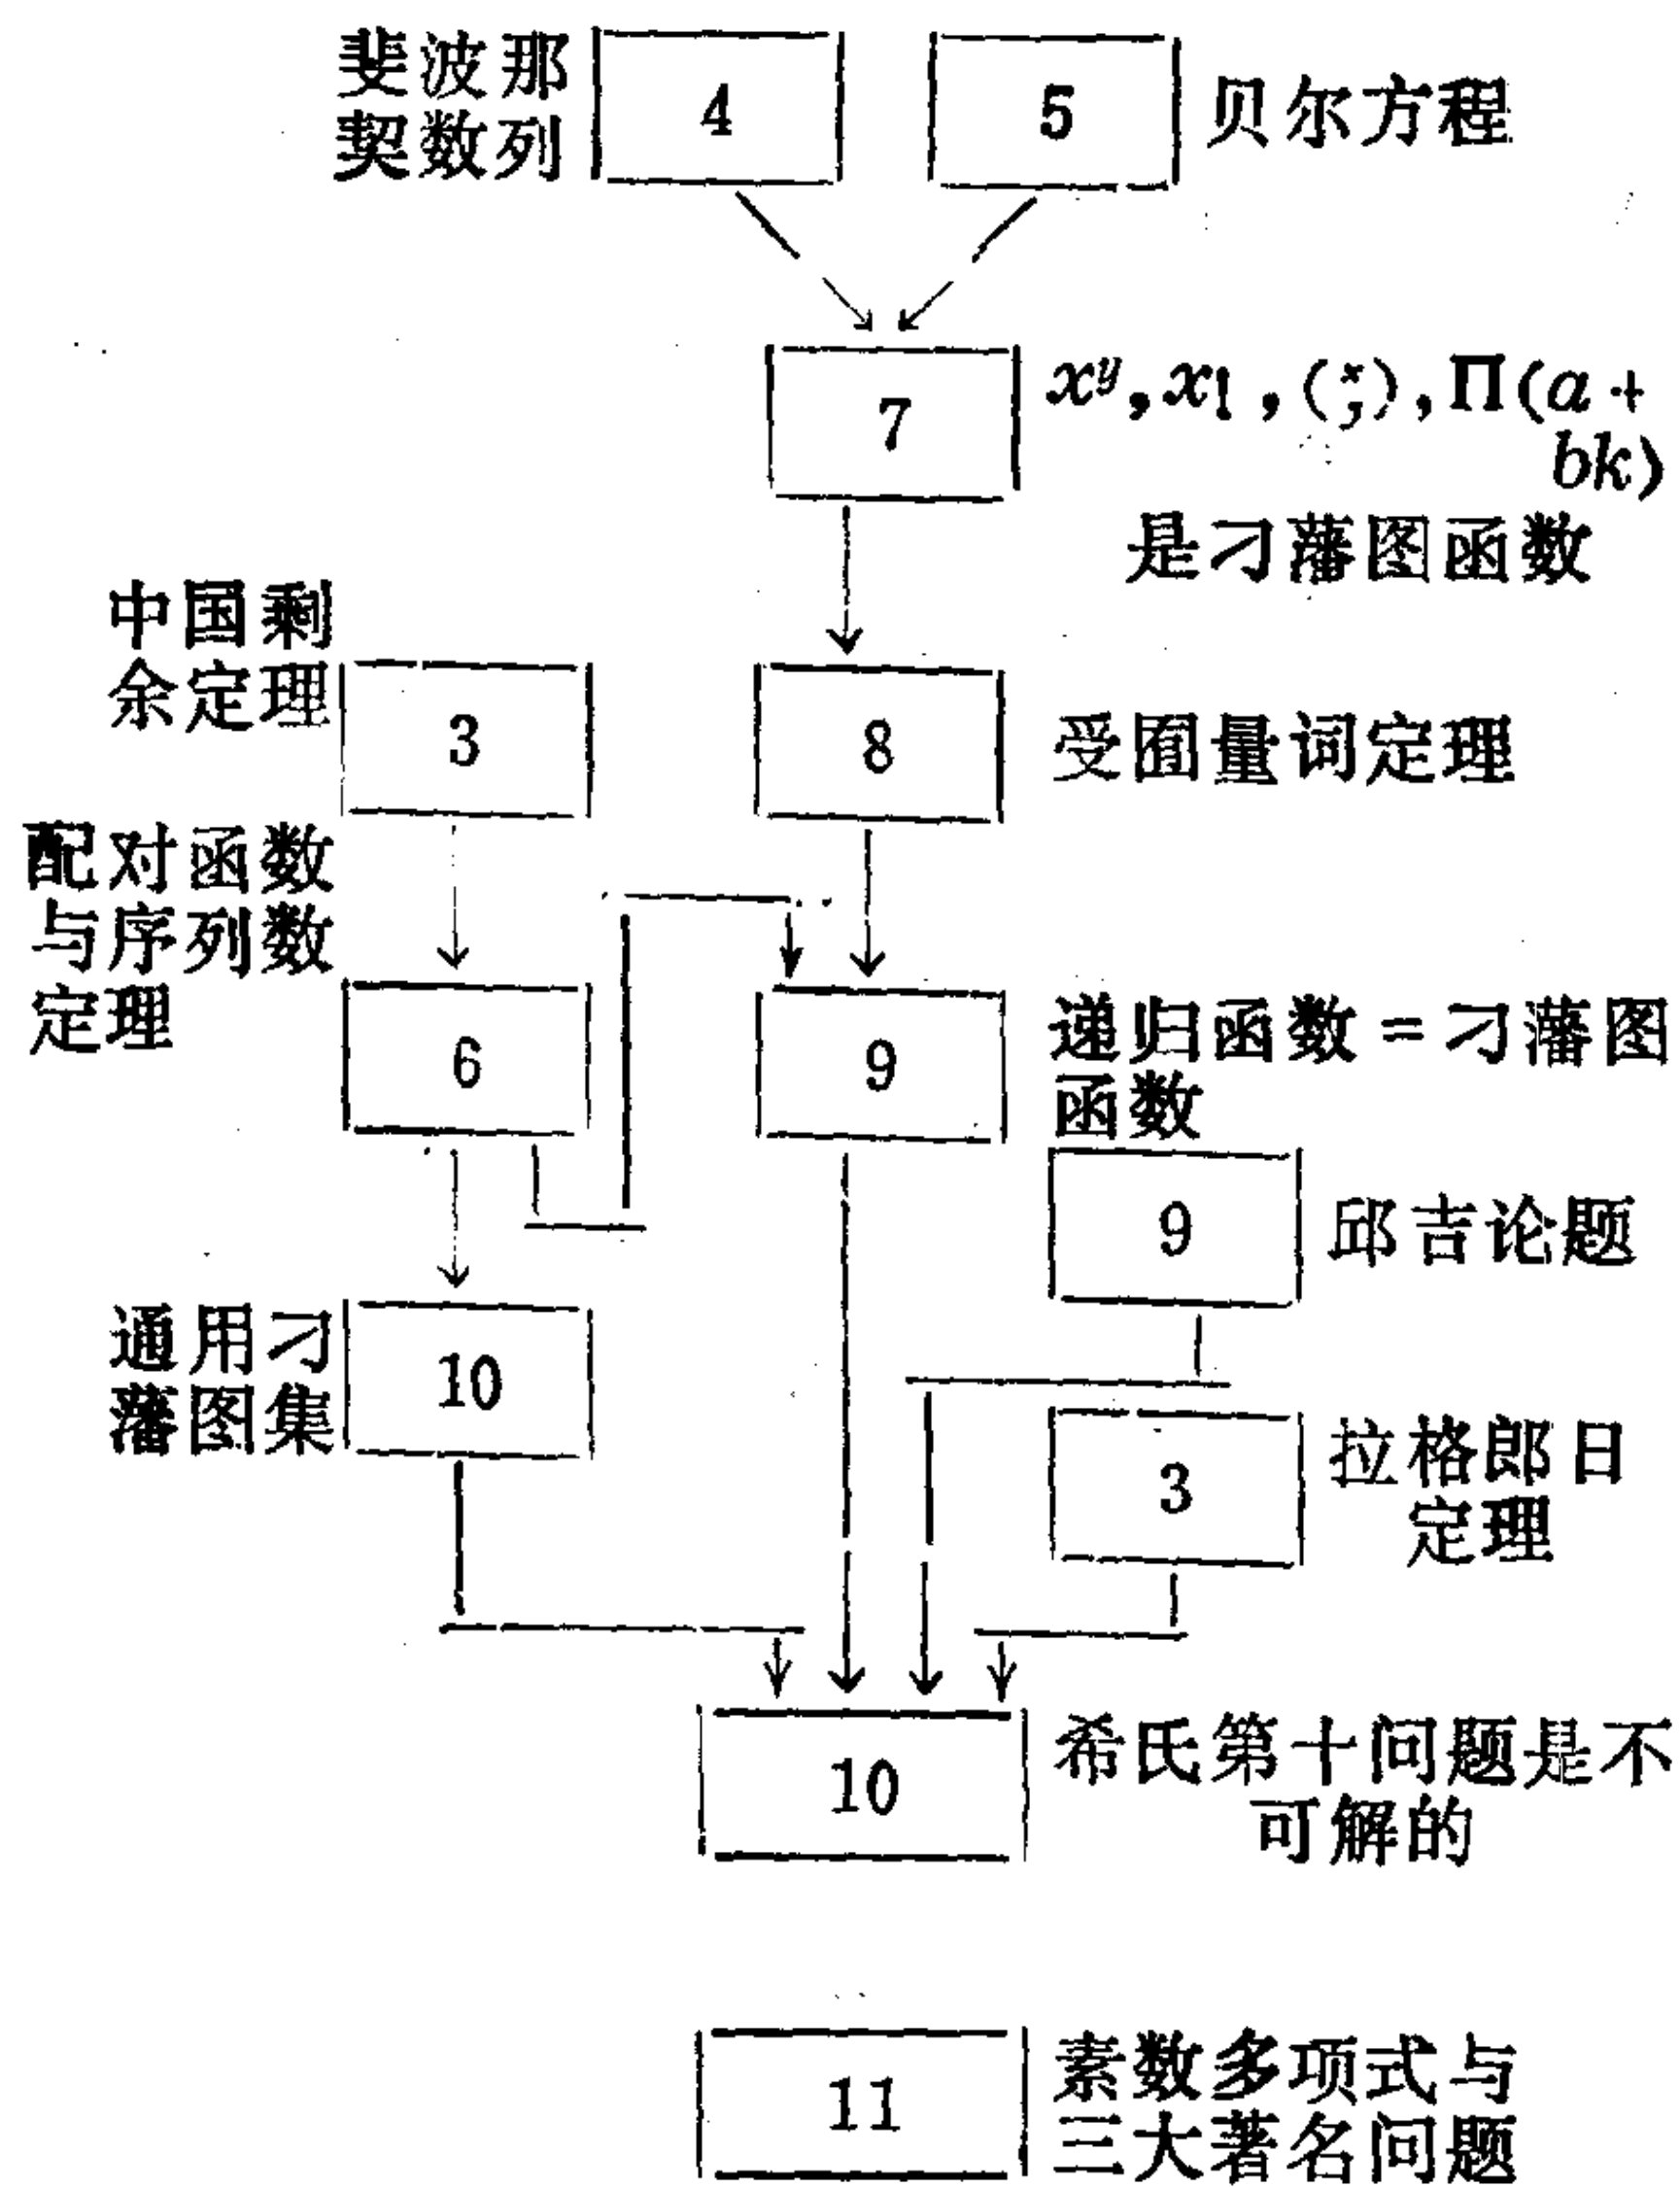 斐波那
契数列
4
5
贝尔方程
7
x^y,x!,(x j),Π(a+
bk)
是刁藩图函数
中国剩
余定理
3
8
受囿量词定理
配对函数
与序列数
定理
6
9
递归函数=刁藩图
函数
9
邱吉论题
通用刁
藩图集
10
3
拉格郎日
定理
10
希氏第十问题是不
可解的
11
素数多项式与
三大著名问题